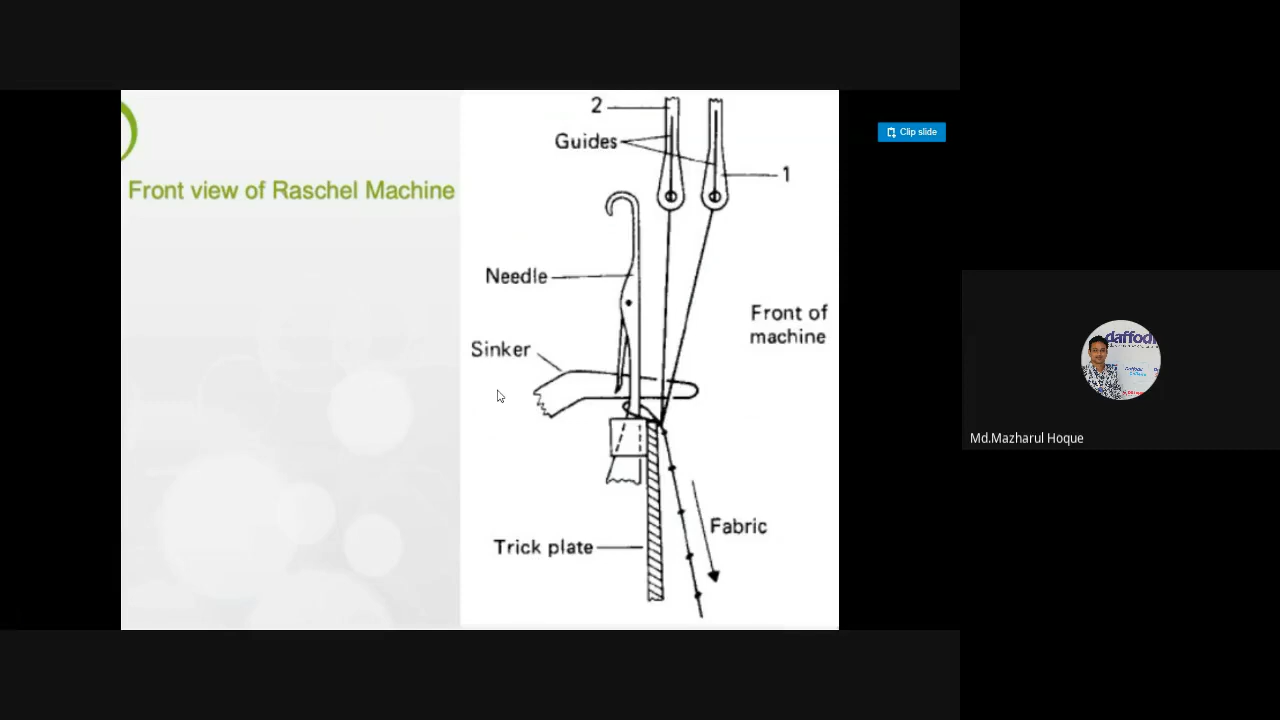 Front view of Raschel Machine
2
Guides
1
Needle
Front of
machine
Sinker
Fabric
Trick plate
Clip slide
daffodi
Md.Mazharul Hoque